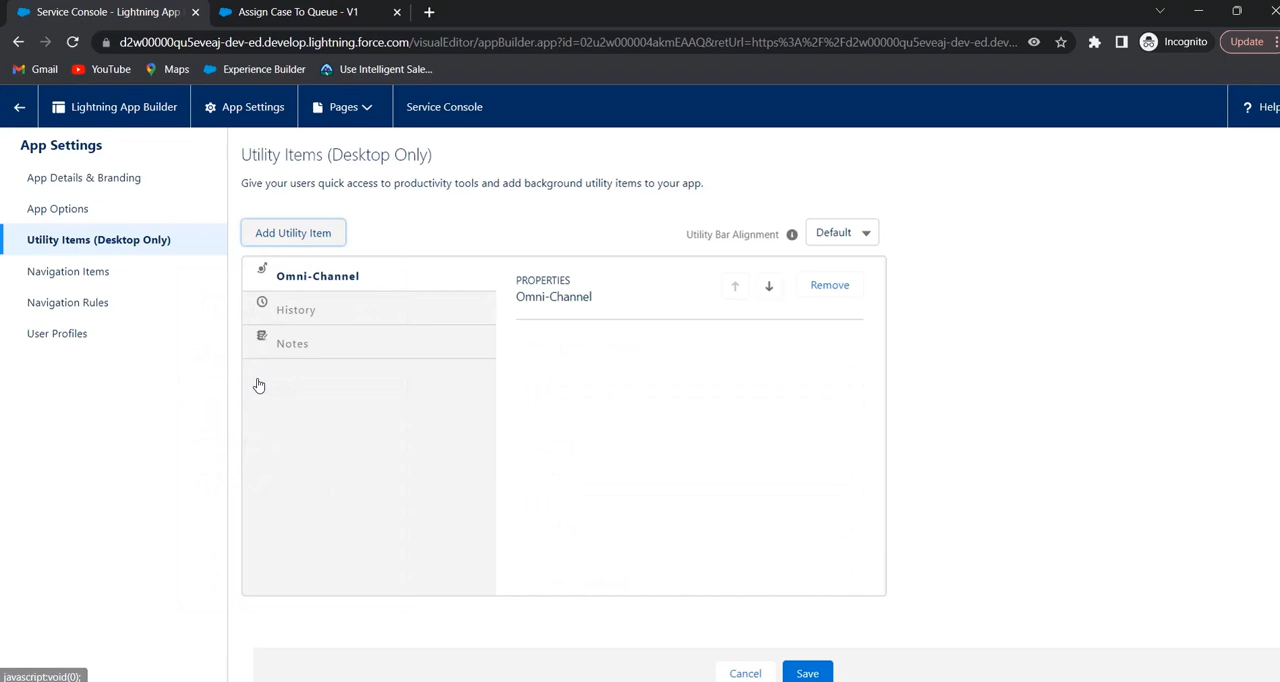 Service Console - Lightning App
Assign Case To Queue - V1
d2w00000qu5eveaj-dev-ed.develop.lightning.force.com/visualEditor/appBuilder.app?id=02u2w000004akmEAAQ&retUrl=https%3A%2F%2Fd2w00000qu5eveaj-dev-ed.dev...
Incognito
Update
Gmail
YouTube
Maps
Experience Builder
Use Intelligent Sale...
Lightning App Builder
App Settings
Pages
Service Console
? Help
App Settings
App Details & Branding
App Options
Utility Items (Desktop Only)
Navigation Items
Navigation Rules
User Profiles
Utility Items (Desktop Only)
Give your users quick access to productivity tools and add background utility items to your app.
Add Utility Item
Utility Bar Alignment
Default
Omni-Channel
History
Notes
PROPERTIES
Omni-Channel
Remove
Cancel
Save
javascript:void(0);